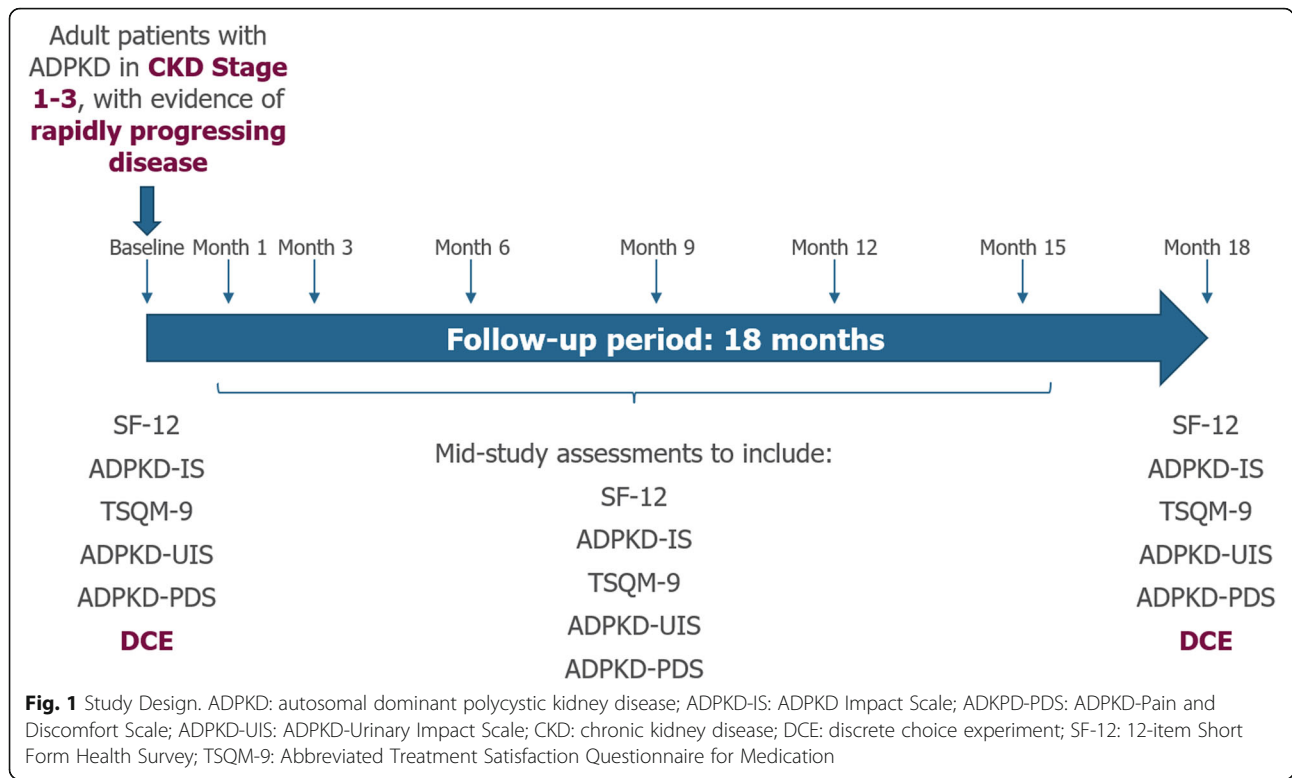 Adult patients with
ADPKD in CKD Stage
1-3, with evidence of
rapidly progressing
disease
Baseline Month 1 Month 3 Month 6 Month 9 Month 12 Month 15 Month 18
Follow-up period: 18 months
SF-12
ADPKD-IS
TSQM-9
ADPKD-UIS
ADPKD-PDS
DCE
Mid-study assessments to include:
SF-12
ADPKD-IS
TSQM-9
ADPKD-UIS
ADPKD-PDS
SF-12
ADPKD-IS
TSQM-9
ADPKD-UIS
ADPKD-PDS
DCE
Fig. 1 Study Design. ADPKD: autosomal dominant polycystic kidney disease; ADPKD-IS: ADPKD Impact Scale; ADKPD-PDS: ADPKD-Pain and
Discomfort Scale; ADPKD-UIS: ADPKD-Urinary Impact Scale; CKD: chronic kidney disease; DCE: discrete choice experiment; SF-12: 12-item Short
Form Health Survey; TSQM-9: Abbreviated Treatment Satisfaction Questionnaire for Medication